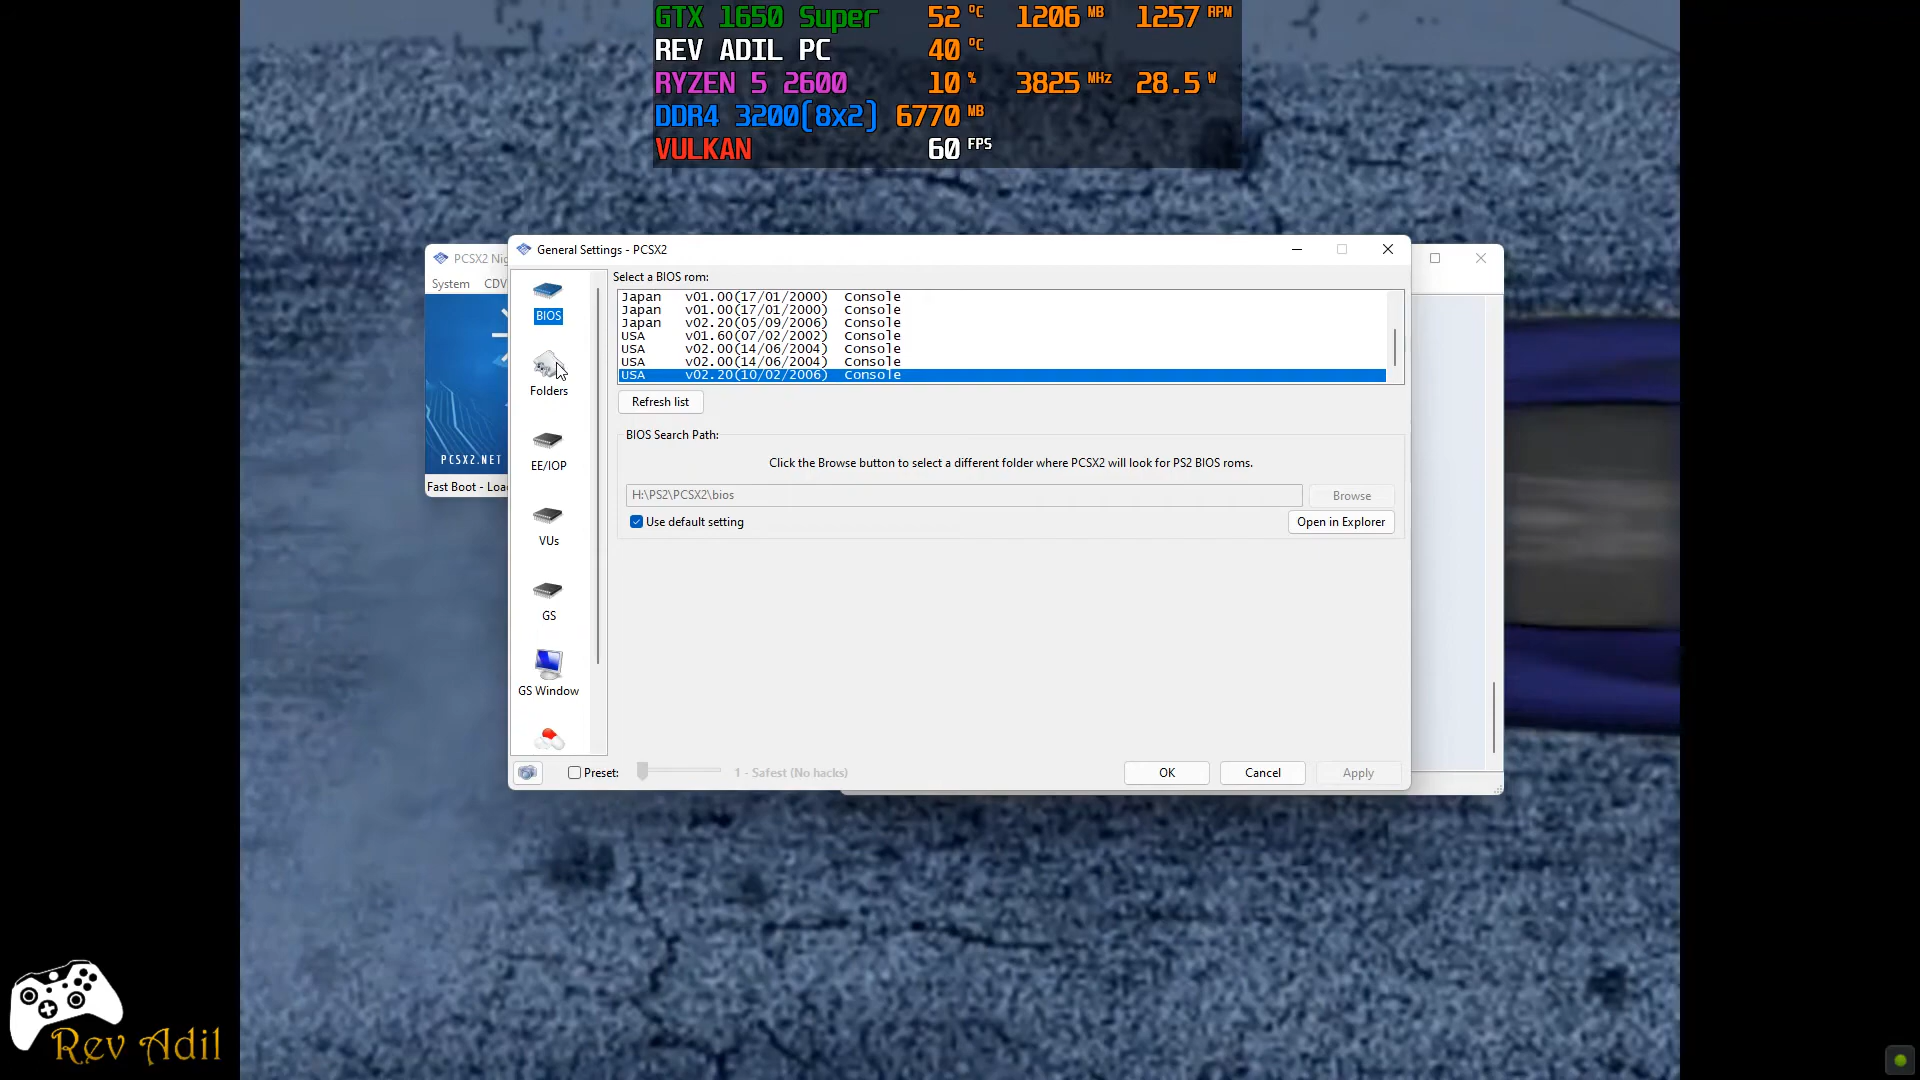 GTX 1650 Super 52 °C 1206 MB 1257 RPM
REV ADIL PC 40 °C
RYZEN 5 2600 10 % 3825 MHz 28.5 W
DDR4 3200(8x2) 6770 MB
VULKAN 60 FPS
General Settings - PCSX2
PCSX2 Nig
System CDV
Select a BIOS rom:
Japan v01.00(17/01/2000) Console
Japan v01.00(17/01/2000) Console
Japan v02.20(05/09/2006) Console
USA v01.60(07/02/2002) Console
USA v02.00(14/06/2004) Console
USA v02.00(14/06/2004) Console
USA v02.20(10/02/2006) Console
BIOS
Folders
EE/IOP
VUs
GS
GS Window
Refresh list
BIOS Search Path:
Click the Browse button to select a different folder where PCSX2 will look for PS2 BIOS roms.
H:\PS2\PCSX2\bios
Browse
Use default setting
Open in Explorer
PCSX2.NET
Fast Boot - Loa
Preset:
1 - Safest (No hacks)
OK
Cancel
Apply
Rev Adil